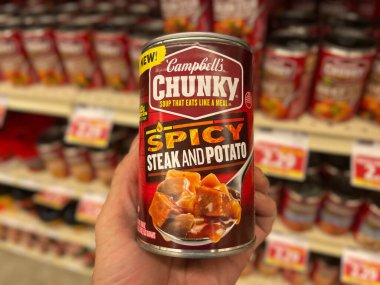 NEW!
Campbell's
CHUNKY
SOUP THAT EATS LIKE A MEAL
SPICY
STEAK AND POTATO
2.29
2.29
2.29